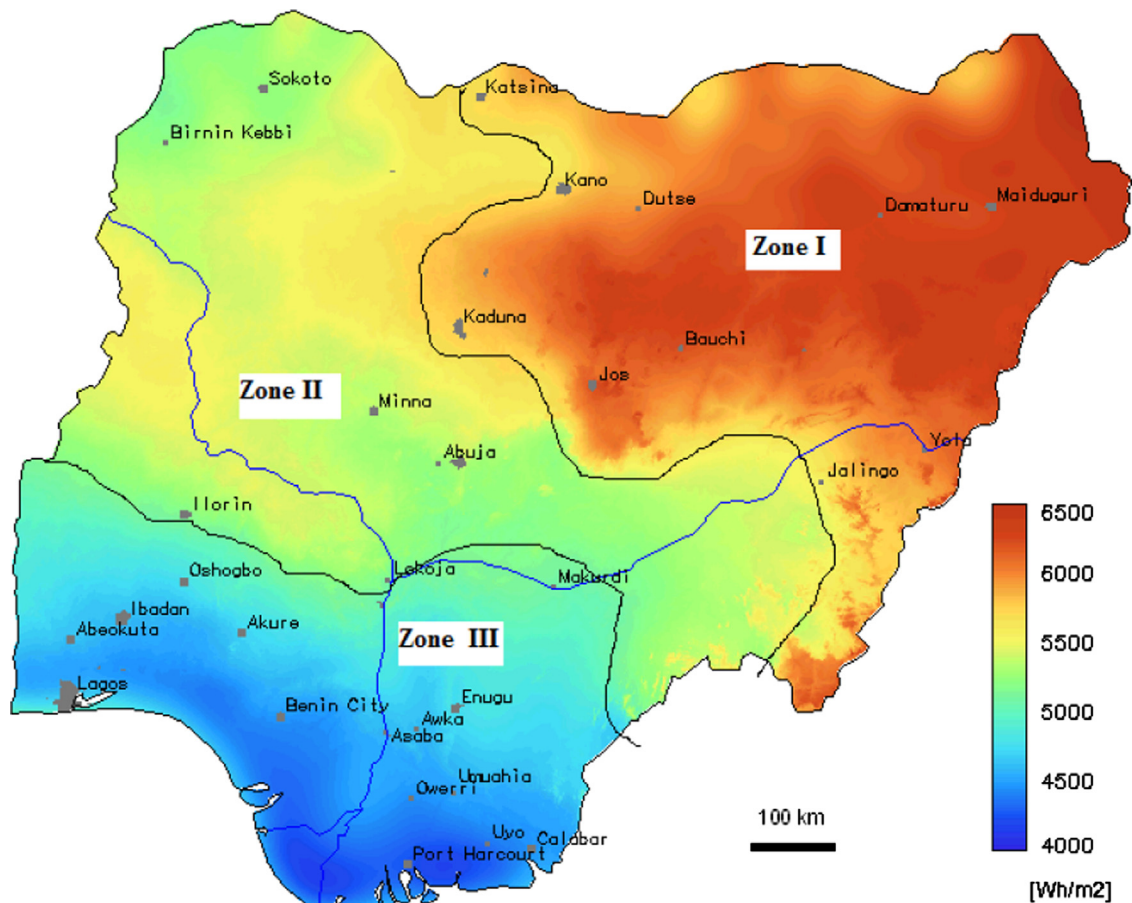 Sokoto
Katsina
Birnin Kebbi
Kano
Dutse
Damaturu
Maiduguri
Zone I
Kaduna
Bauchi
Jos
Zone II
Minna
Abuja
Yola
Jalingo
Ilorin
6500
Oshogbo
Lokoja
Makurdi
6000
Ibadan
Abeokuta
Akure
Zone III
5500
Lagos
Benin City
Enugu
Awka
Asaba
5000
Umuahia
Owerri
4500
100 km
Uyo
Calabar
Port Harcourt
4000
[Wh/m2]